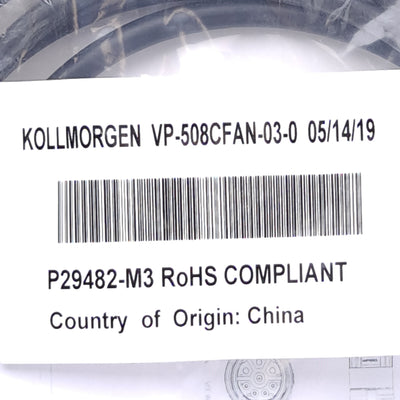 KOLLMORGEN VP-508CFAN-03-0 05/14/19
P29482-M3 RoHS COMPLIANT
Country of Origin: China